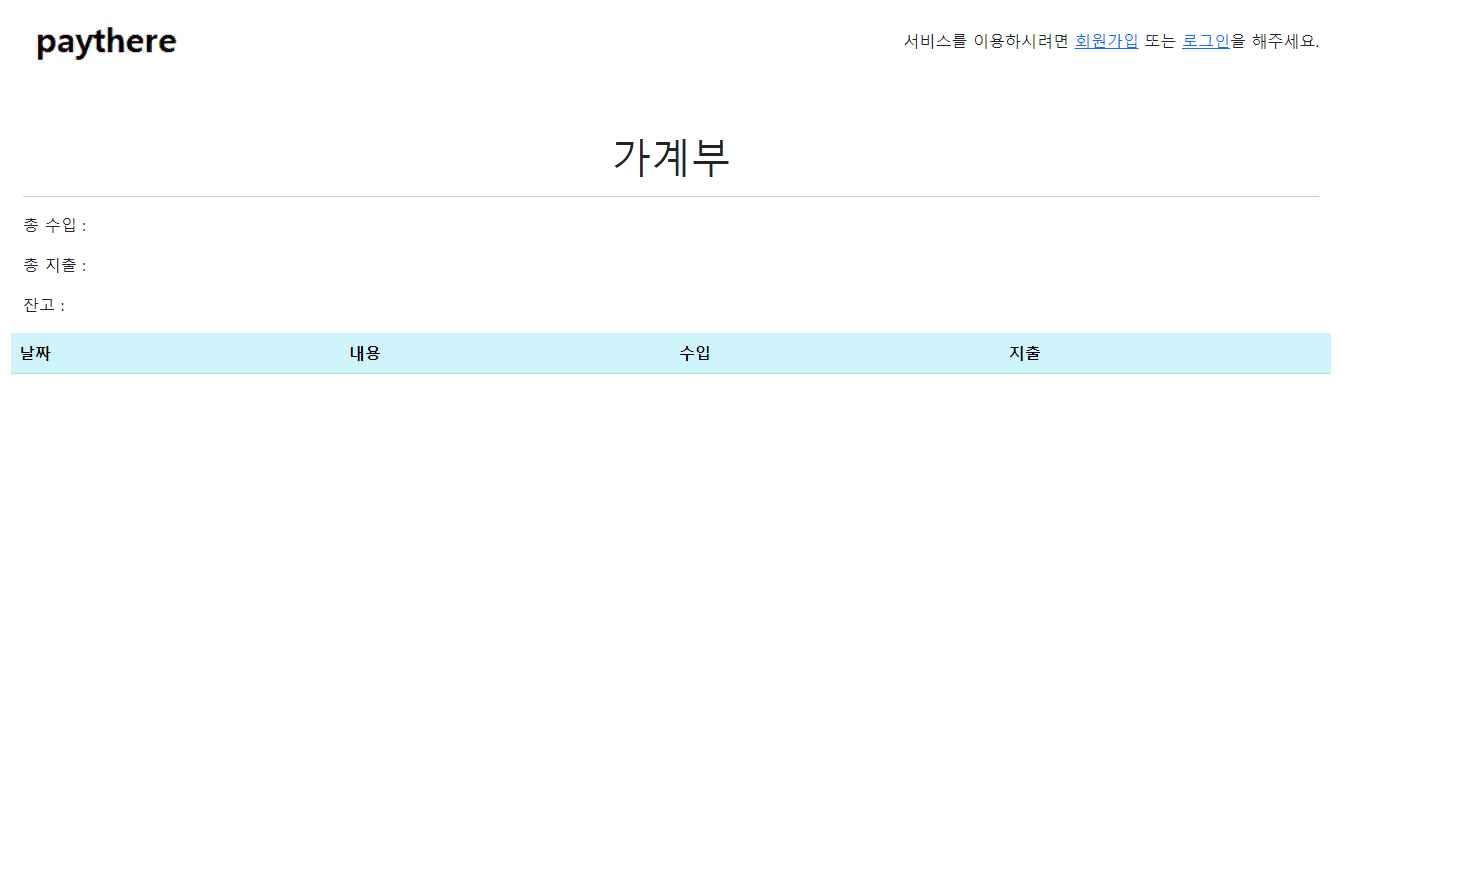 paythere
서비스를 이용하시려면 회원가입 또는 로그인을 해주세요.
가계부
총 수입 :
총 지출 :
잔고 :
날짜 내용 수입 지출